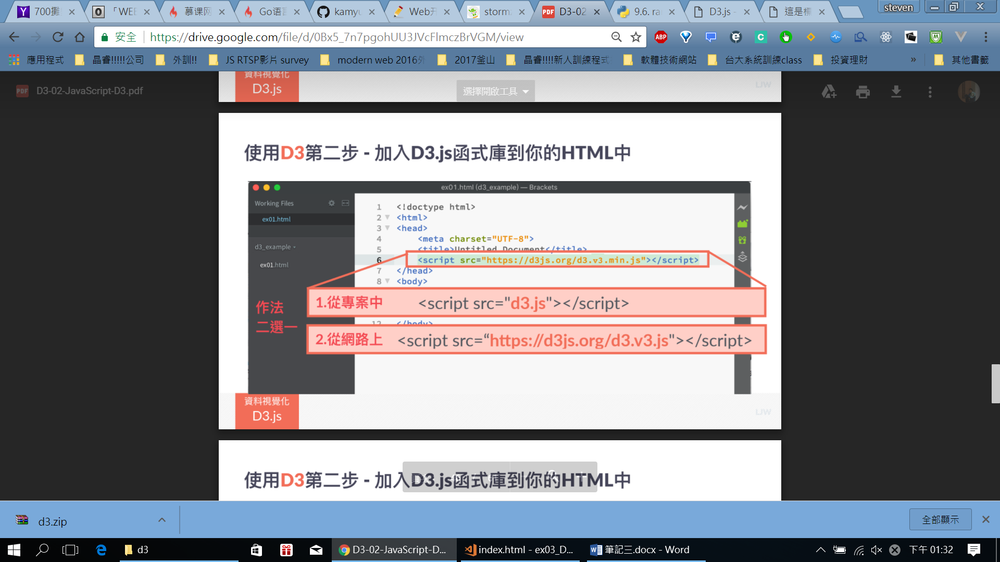 700攤
「WEB
慕课网
Go语言
kamyu
Web开
storm
D3-02
9.6. ra
D3.js -
這是標
steven
安全
https://drive.google.com/file/d/0Bx5_7n7pgohUU3JVcFlmczBrVGM/view
應用程式
晶睿!!!!!公司
外訓!!
JS RTSP影片 survey
modern web 2016外
2017釜山
晶睿!!!!新人訓練程式
軟體技術網站
台大系統訓練class
投資理財
»
其他書籤
PDF
D3-02-JavaScript-D3.pdf
資料視覺化
D3.js
選擇開啟工具
LJW
使用D3第二步 - 加入D3.js函式庫到你的HTML中
ex01.html (d3_example) — Brackets
Working Files
ex01.html
d3_example
ex01.html
1 <!doctype html>
2 <html>
3 <head>
4 <meta charset="UTF-8">
5 <title>Untitled Document</title>
6 <script src="https://d3js.org/d3.v3.min.js"></script>
7 </head>
8 <body>
作法
二選一
1.從專案中 <script src="d3.js"></script>
12 </body>
2.從網路上 <script src=“https://d3js.org/d3.v3.js"></script>
資料視覺化
D3.js
LJW
使用D3第二步 - 加入D3.js函式庫到你的HTML中
d3.zip
全部顯示
d3
D3-02-JavaScript-D...
index.html - ex03_D...
筆記三.docx - Word
下午 01:32